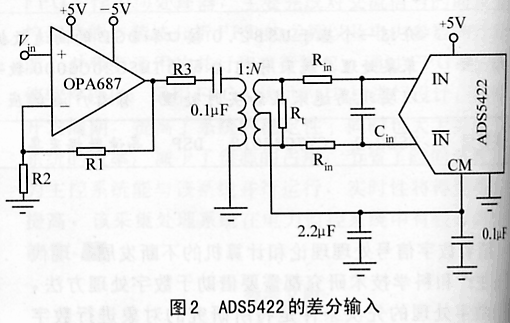 +5V −5V
+5V
V_in
+
−
OPA687
R3
1:N
R_in
0.1μF
R_t
C_in
IN
I̅N̅
ADS5422
R1
R2
R_in
CM
2.2μF
0.1μF
图2 ADS5422的差分输入